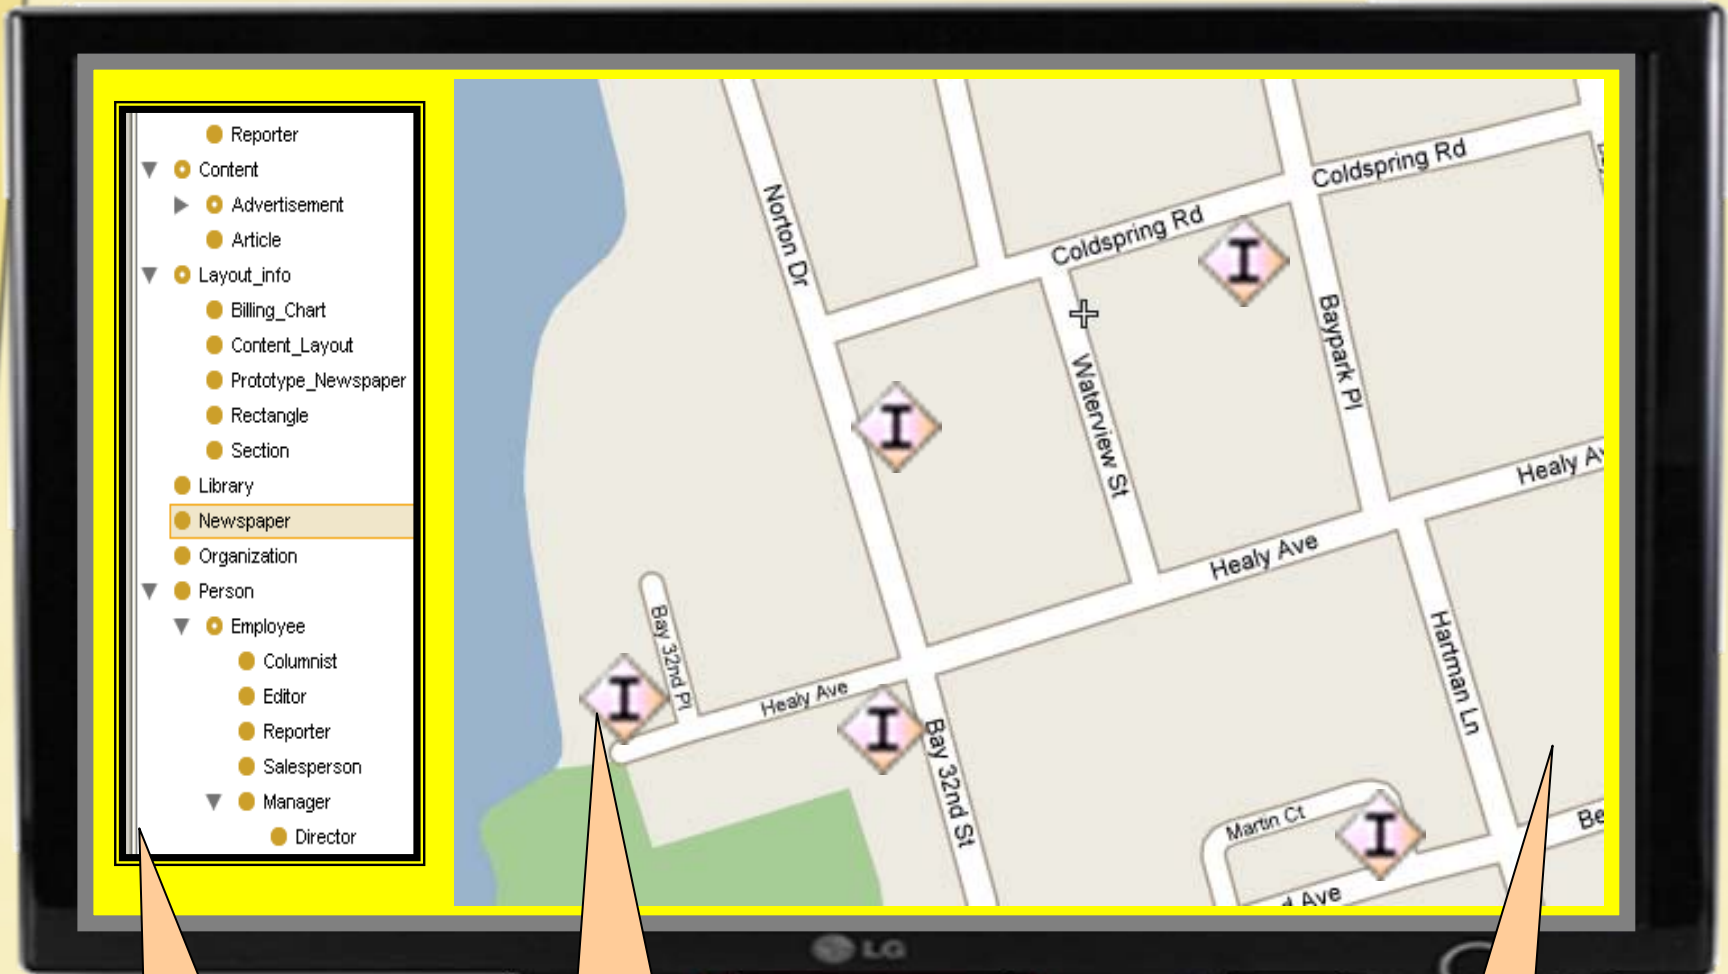 Reporter
Content
Advertisement
Article
Layout_info
Billing_Chart
Content_Layout
Prototype_Newspaper
Rectangle
Section
Library
Newspaper
Organization
Person
Employee
Columnist
Editor
Reporter
Salesperson
Manager
Director
Norton Dr
Coldspring Rd
Coldspring Rd
I
Baypark Pl
I
Waterview St
Healy Av
Healy Ave
Bay 32nd Pl
Hartman Ln
I
Healy Ave
I
Bay 32nd St
Martin Ct
I
Be
d Ave
LG